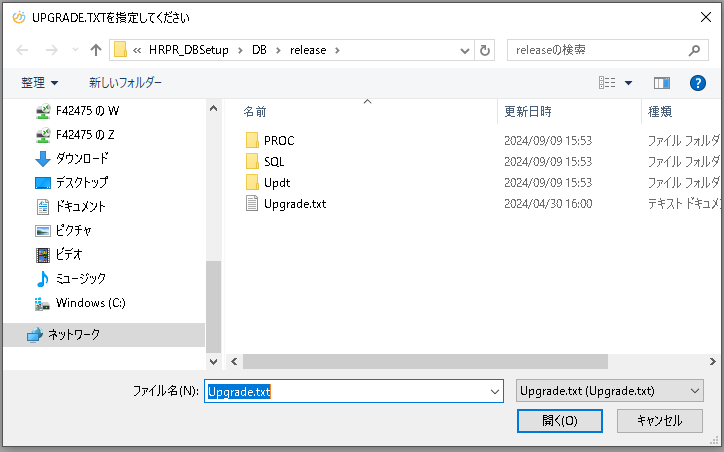 UPGRADE.TXTを指定してください
« HRPR_DBSetup > DB > release > releaseの検索
整理 新しいフォルダー
F42475 の W
F42475 の Z
ダウンロード
デスクトップ
ドキュメント
ピクチャ
ビデオ
ミュージック
Windows (C:)
ネットワーク
名前 更新日時 種類
PROC 2024/09/09 15:53 ファイル フォルダ
SQL 2024/09/09 15:53 ファイル フォルダ
Updt 2024/09/09 15:53 ファイル フォルダ
Upgrade.txt 2024/04/30 16:00 テキスト ドキュメ
ファイル名(N): Upgrade.txt Upgrade.txt (Upgrade.txt)
開く(O) キャンセル